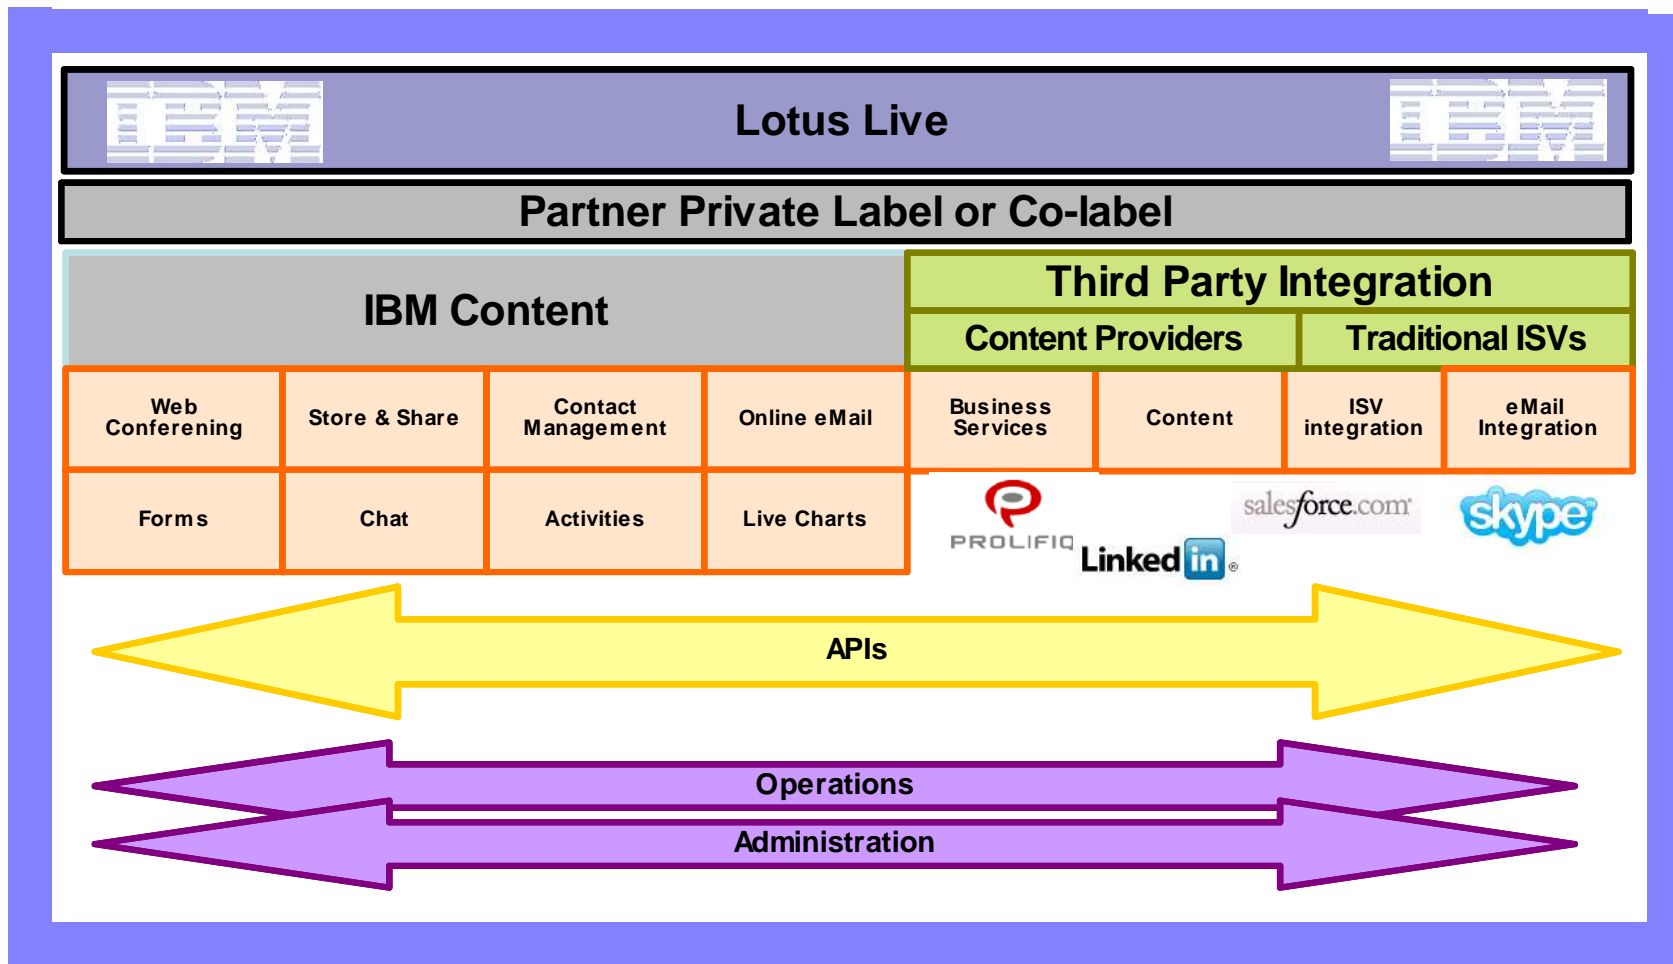 IBM
Lotus Live
IBM
Partner Private Label or Co-label
IBM Content
Third Party Integration
Content Providers
Traditional ISVs
Web
Conferening
Store & Share
Contact
Management
Online eMail
Business
Services
Content
ISV
integration
eMail
Integration
Forms
Chat
Activities
Live Charts
PROLIFIQ
Linked in ®
salesforce.com
skype
APIs
Operations
Administration